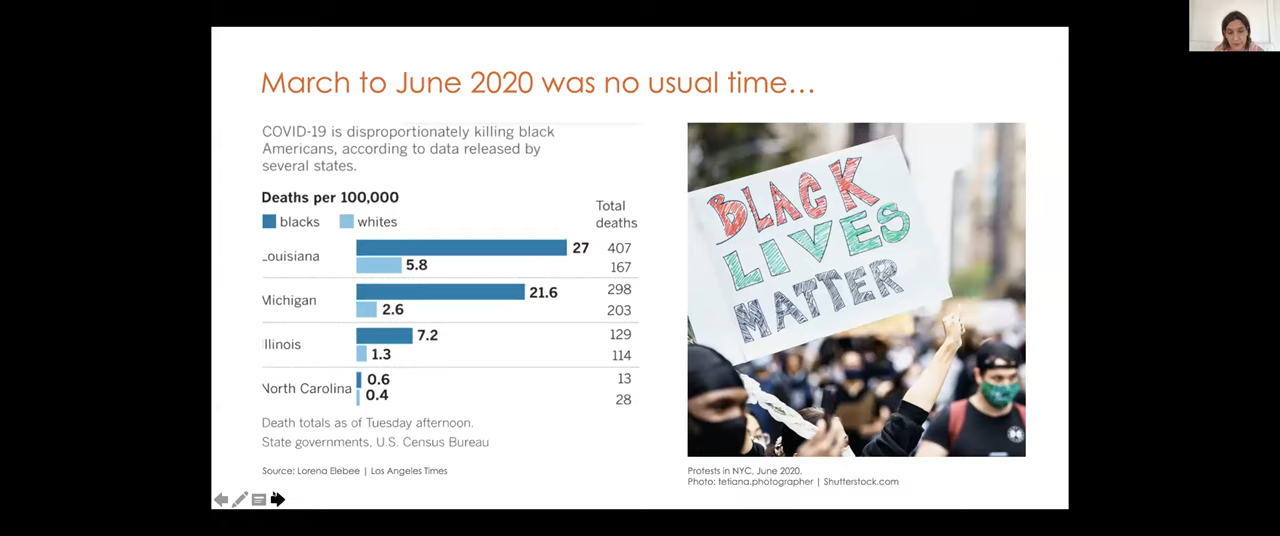 March to June 2020 was no usual time...
COVID-19 is disproportionately killing black
Americans, according to data released by
several states.
Deaths per 100,000
blacks whites
Total
deaths
ouisiana 27 407
5.8 167
Michigan 21.6 298
2.6 203
llinois 7.2 129
1.3 114
North Carolina 0.6 13
0.4 28
Death totals as of Tuesday afternoon.
State governments, U.S. Census Bureau
Source: Lorena Elebee | Los Angeles Times
BLACK
LIVES
MATTER
Protests in NYC, June 2020.
Photo: tetiana.photographer | Shutterstock.com